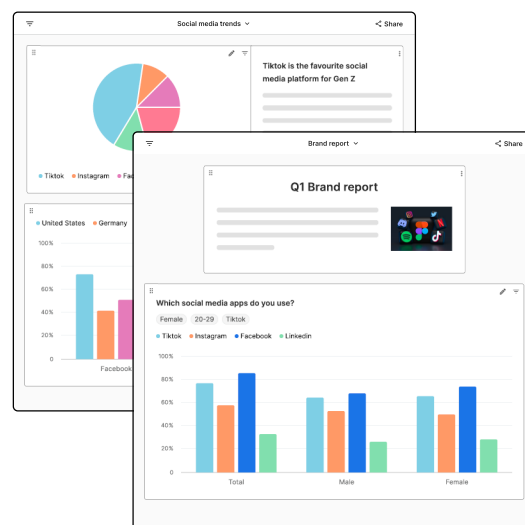 Social media trends
Share
Tiktok is the favourite social
media platform for Gen Z
Tiktok
Instagram
United States
Germany
100%
80%
60%
40%
20%
0
Facebook
Brand report
Share
Q1 Brand report
Which social media apps do you use?
Female
20-29
Tiktok
Tiktok
Instagram
Facebook
Linkedin
100%
80%
60%
40%
20%
0
Total
Male
Female